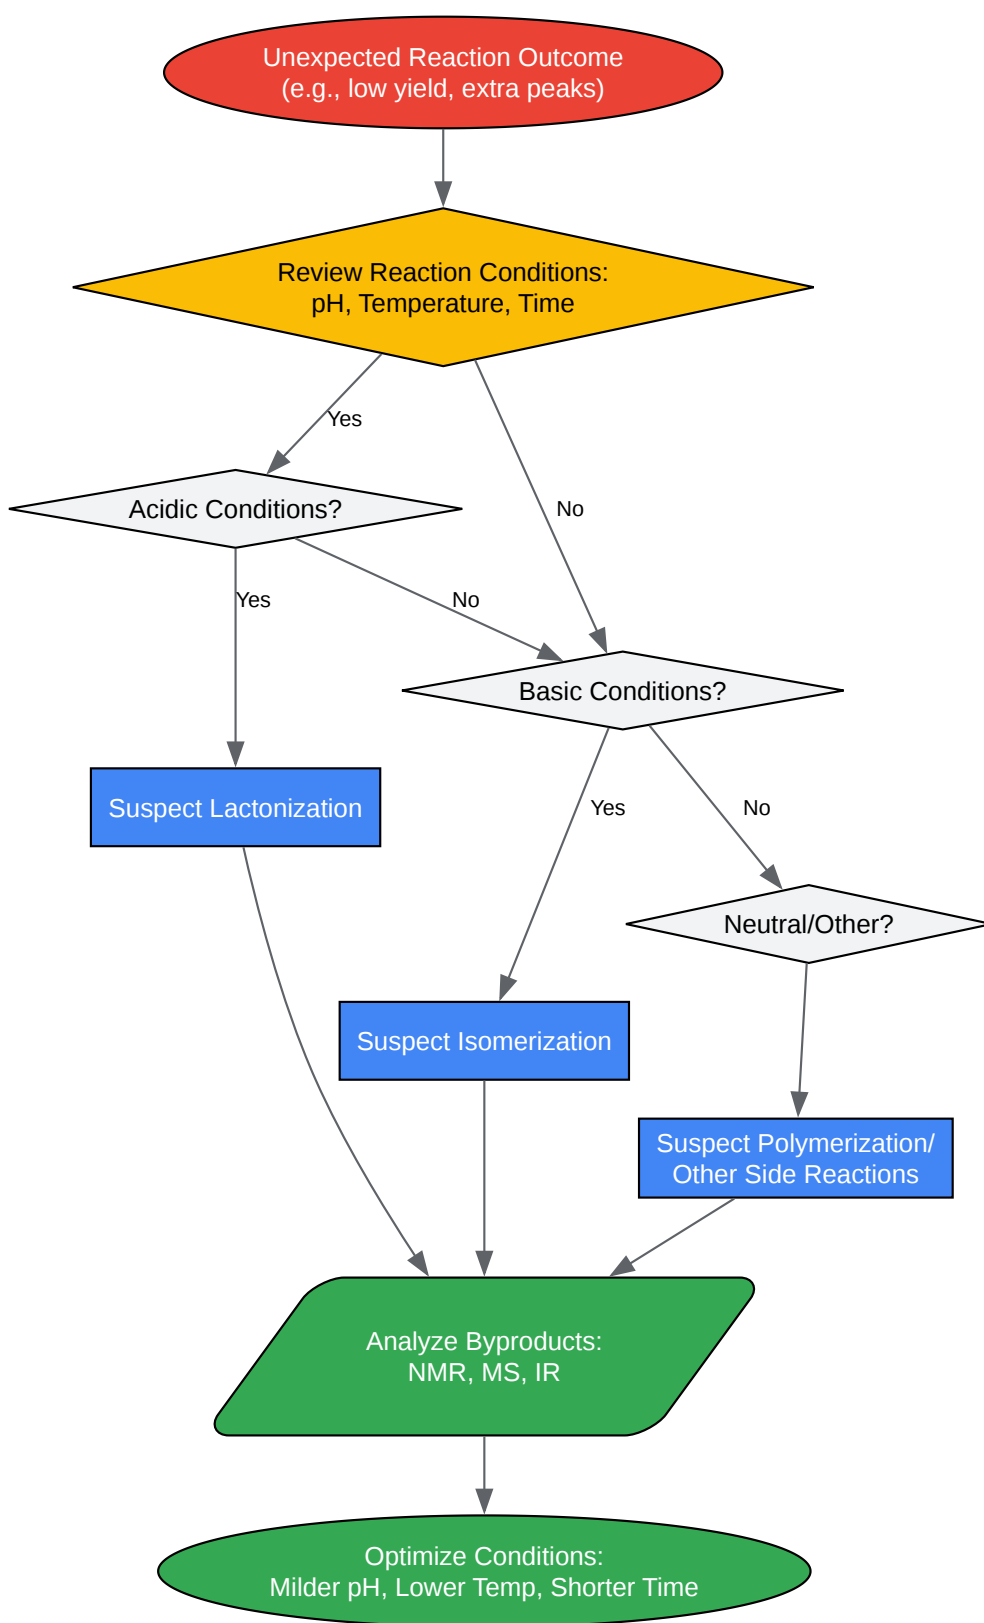 Unexpected Reaction Outcome
(e.g., low yield, extra peaks)
Review Reaction Conditions:
pH, Temperature, Time
Yes
No
Acidic Conditions?
Yes
No
Basic Conditions?
Suspect Lactonization
Yes
No
Neutral/Other?
Suspect Isomerization
Suspect Polymerization/
Other Side Reactions
Analyze Byproducts:
NMR, MS, IR
Optimize Conditions:
Milder pH, Lower Temp, Shorter Time